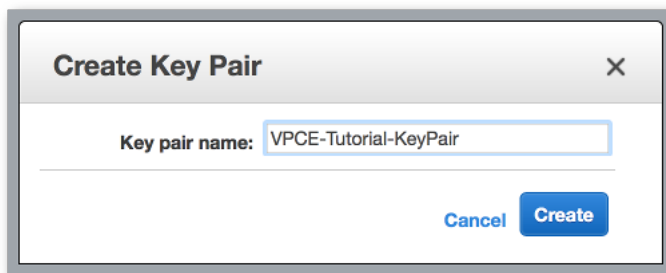 Create Key Pair ×
Key pair name: VPCE-Tutorial-KeyPair
Cancel Create